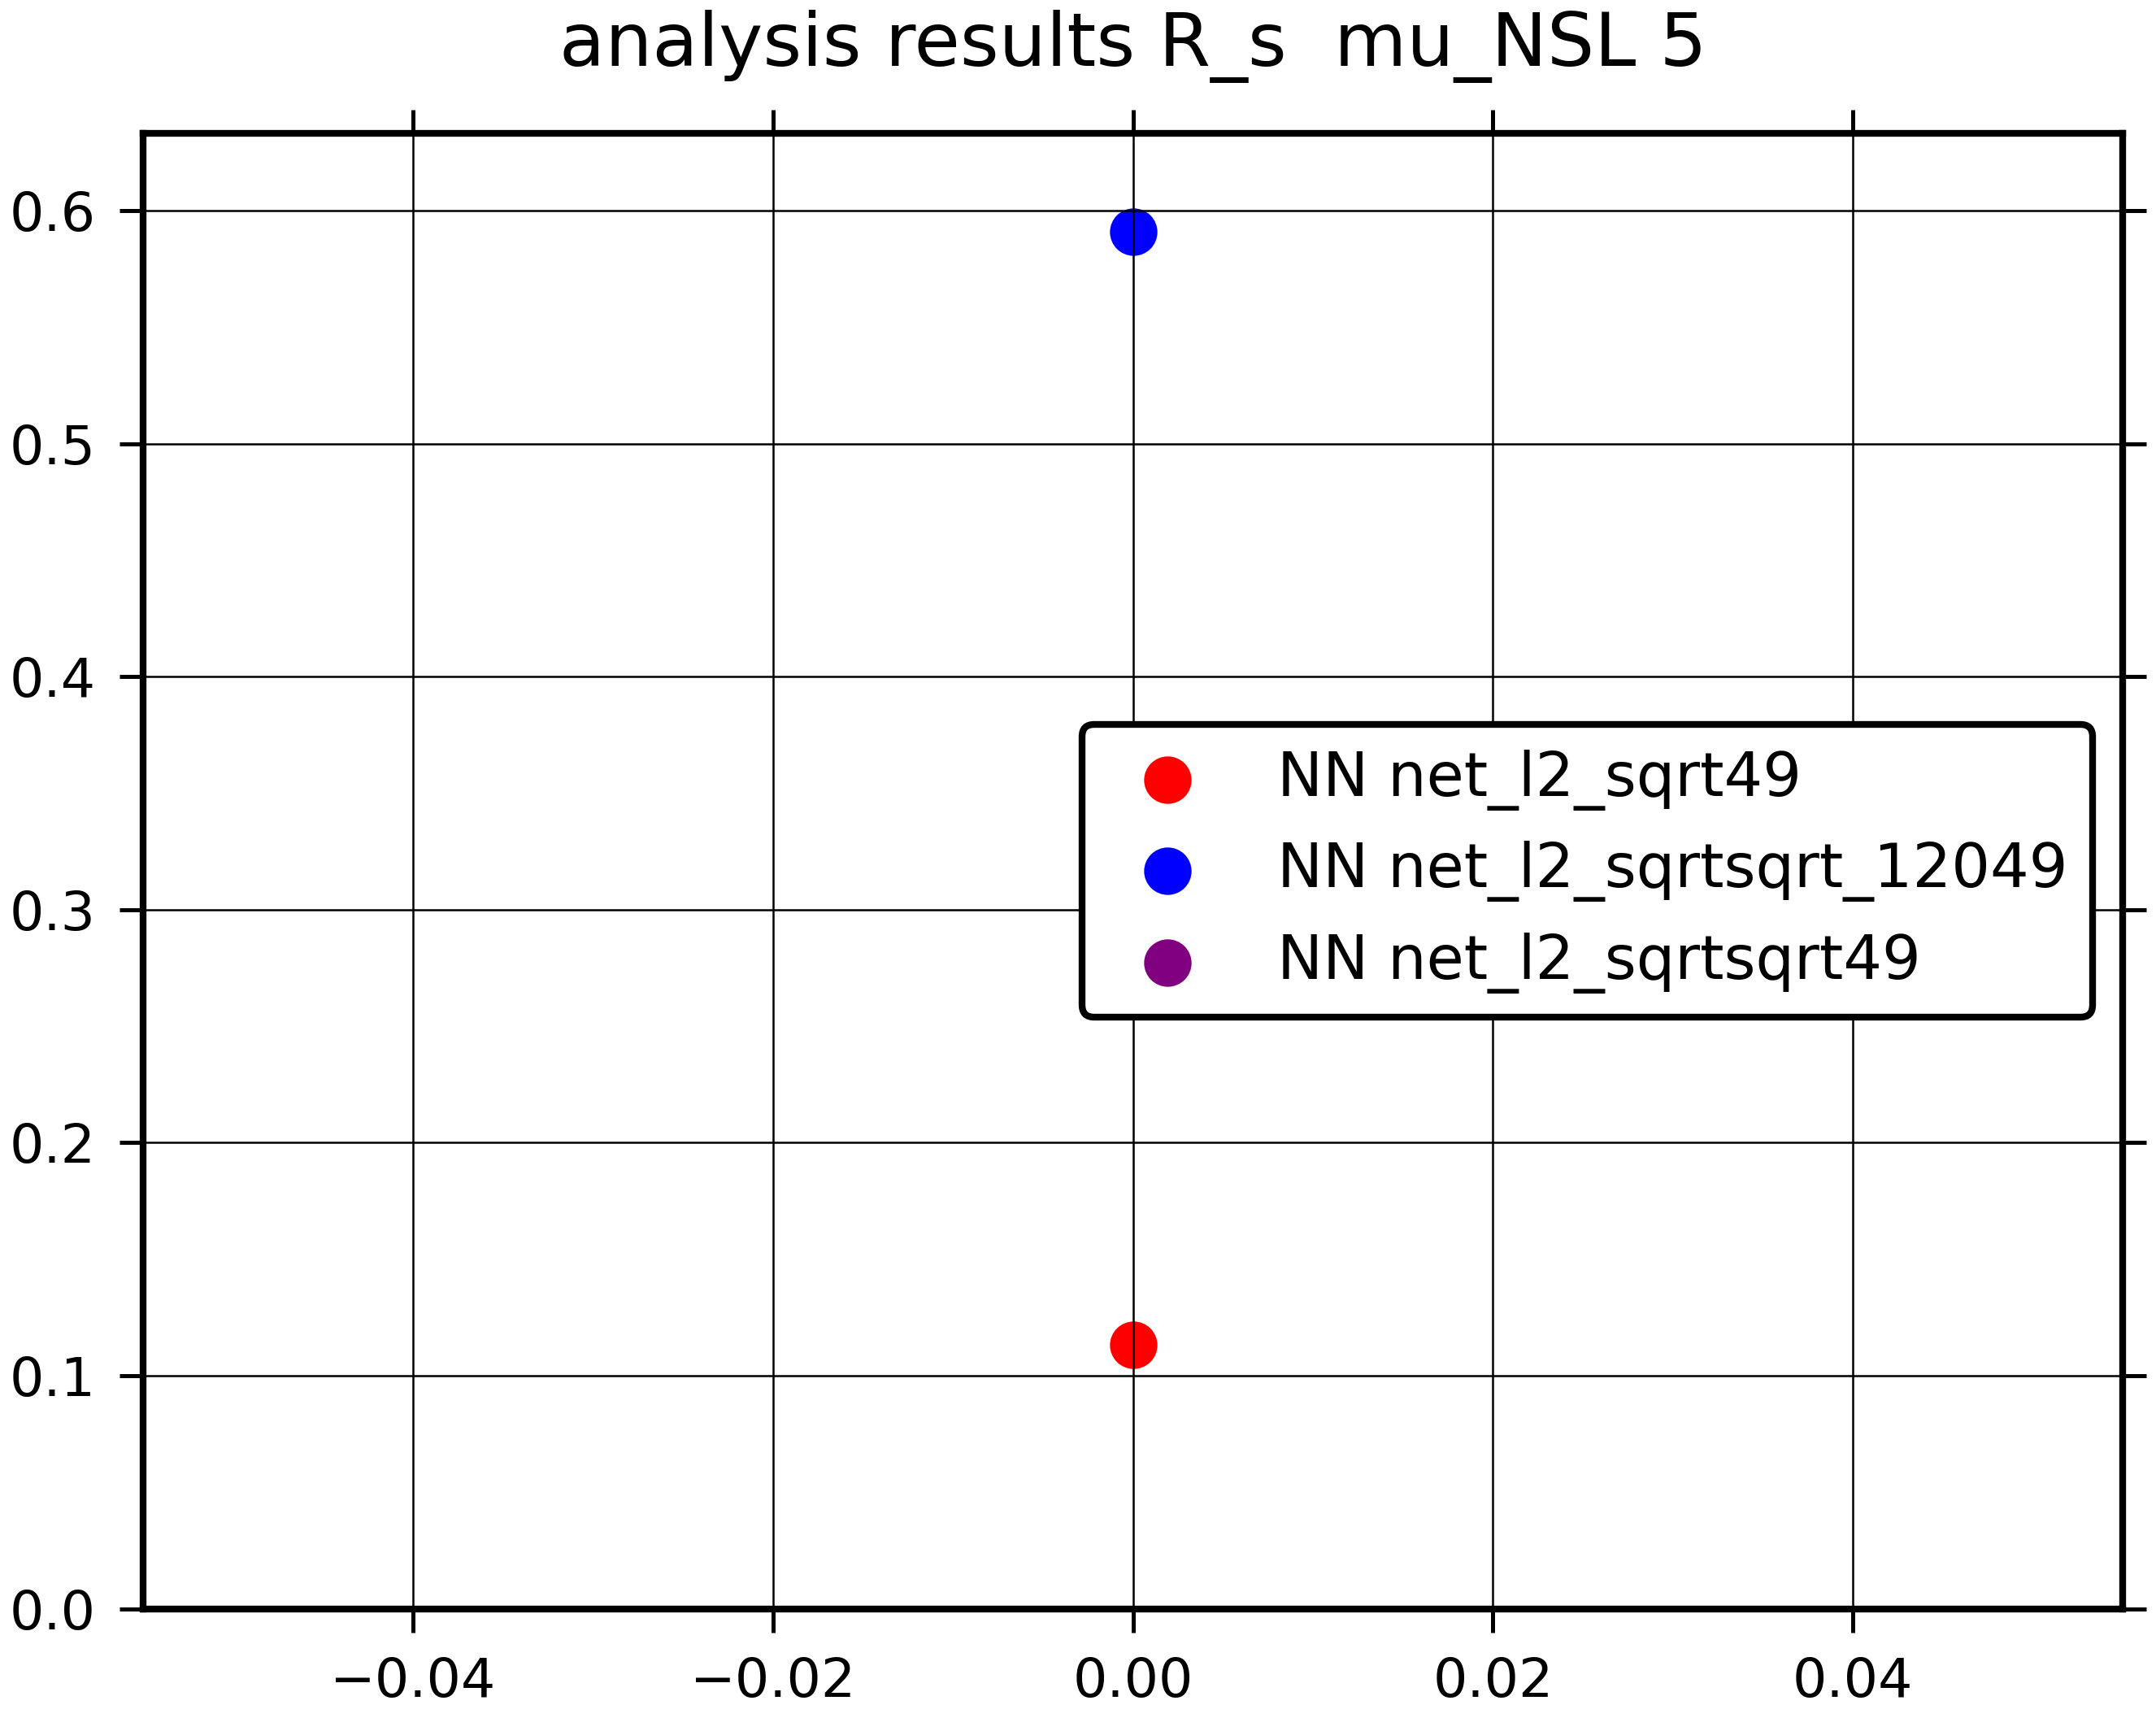 analysis results R_s  mu_NSL 5
0.6
0.5
0.4
0.3
0.2
0.1
0.0
NN net_l2_sqrt49
NN net_l2_sqrtsqrt_12049
NN net_l2_sqrtsqrt49
−0.04 −0.02 0.00 0.02 0.04